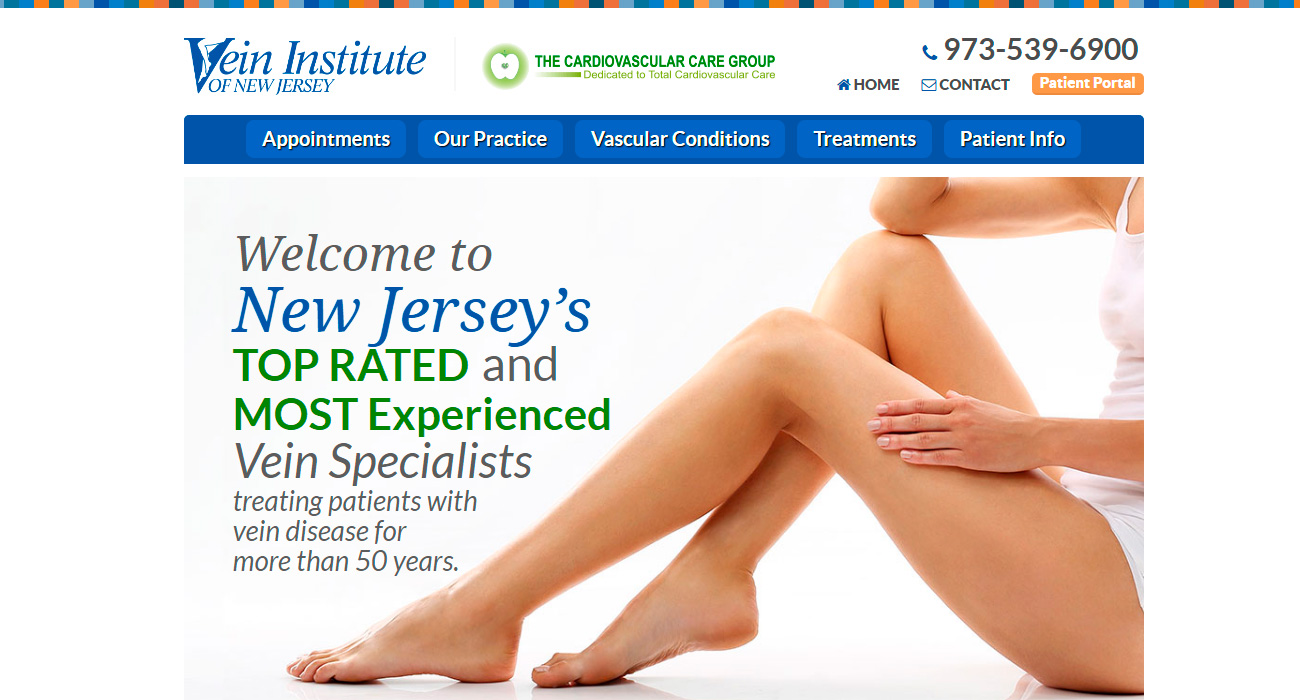 Vein Institute
OF NEW JERSEY
THE CARDIOVASCULAR CARE GROUP
Dedicated to Total Cardiovascular Care
973-539-6900
HOME
CONTACT
Patient Portal
Appointments
Our Practice
Vascular Conditions
Treatments
Patient Info
Welcome to
New Jersey’s
TOP RATED and
MOST Experienced
Vein Specialists
treating patients with
vein disease for
more than 50 years.